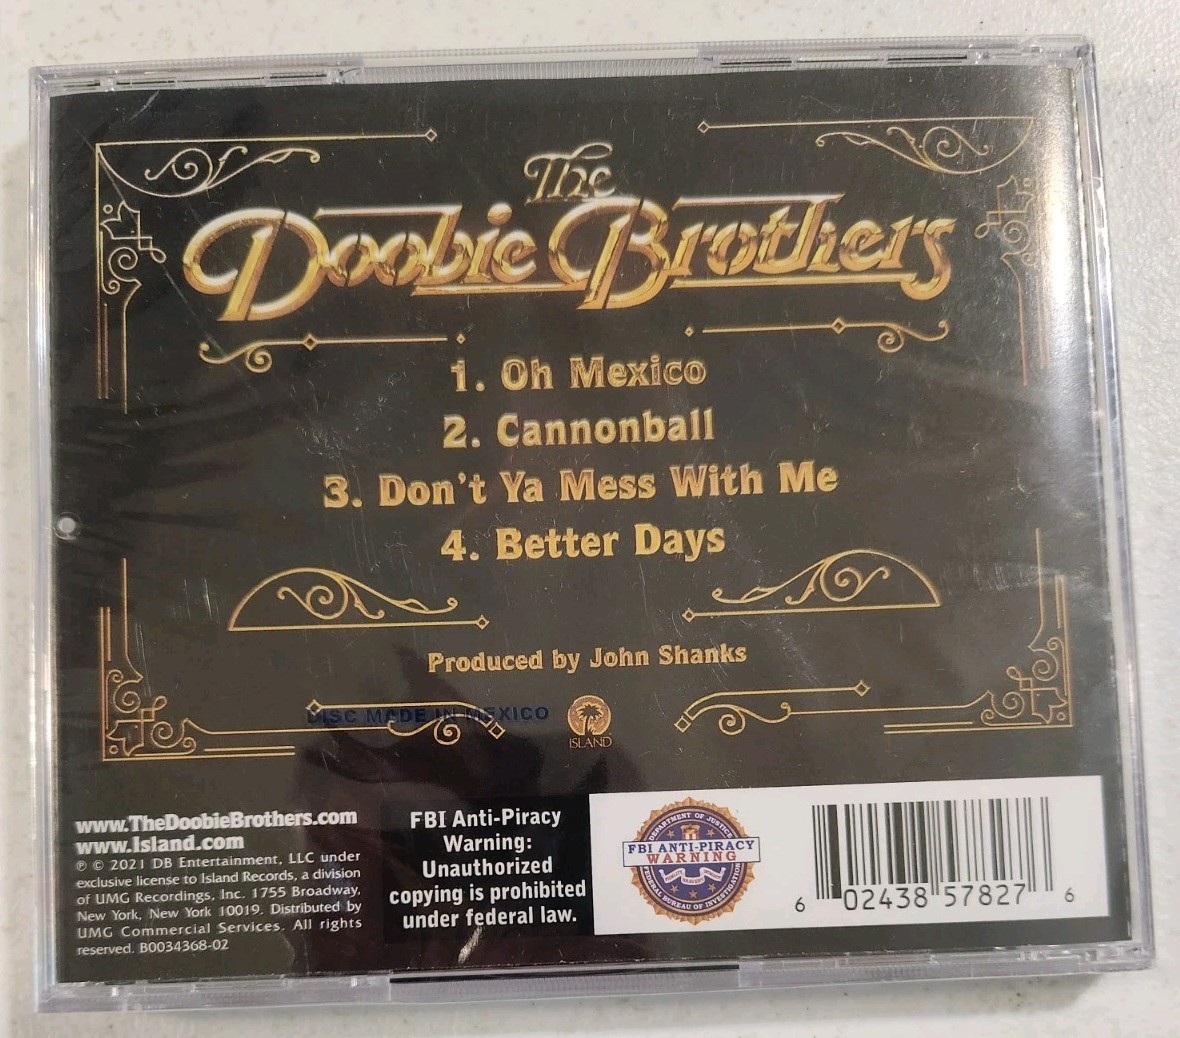 The
Doobie Brothers
1. Oh Mexico
2. Cannonball
3. Don't Ya Mess With Me
4. Better Days
Produced by John Shanks
DISC MADE IN MEXICO
ISLAND
www.TheDoobieBrothers.com
www.Island.com
℗ © 2021 DB Entertainment, LLC under
exclusive license to Island Records, a division
of UMG Recordings, Inc. 1755 Broadway,
New York, New York 10019. Distributed by
UMG Commercial Services. All rights
reserved. B0034368-02
FBI Anti-Piracy
Warning:
Unauthorized
copying is prohibited
under federal law.
DEPARTMENT OF JUSTICE
FBI ANTI-PIRACY
WARNING
FEDERAL BUREAU OF INVESTIGATION
6 02438 57827 6